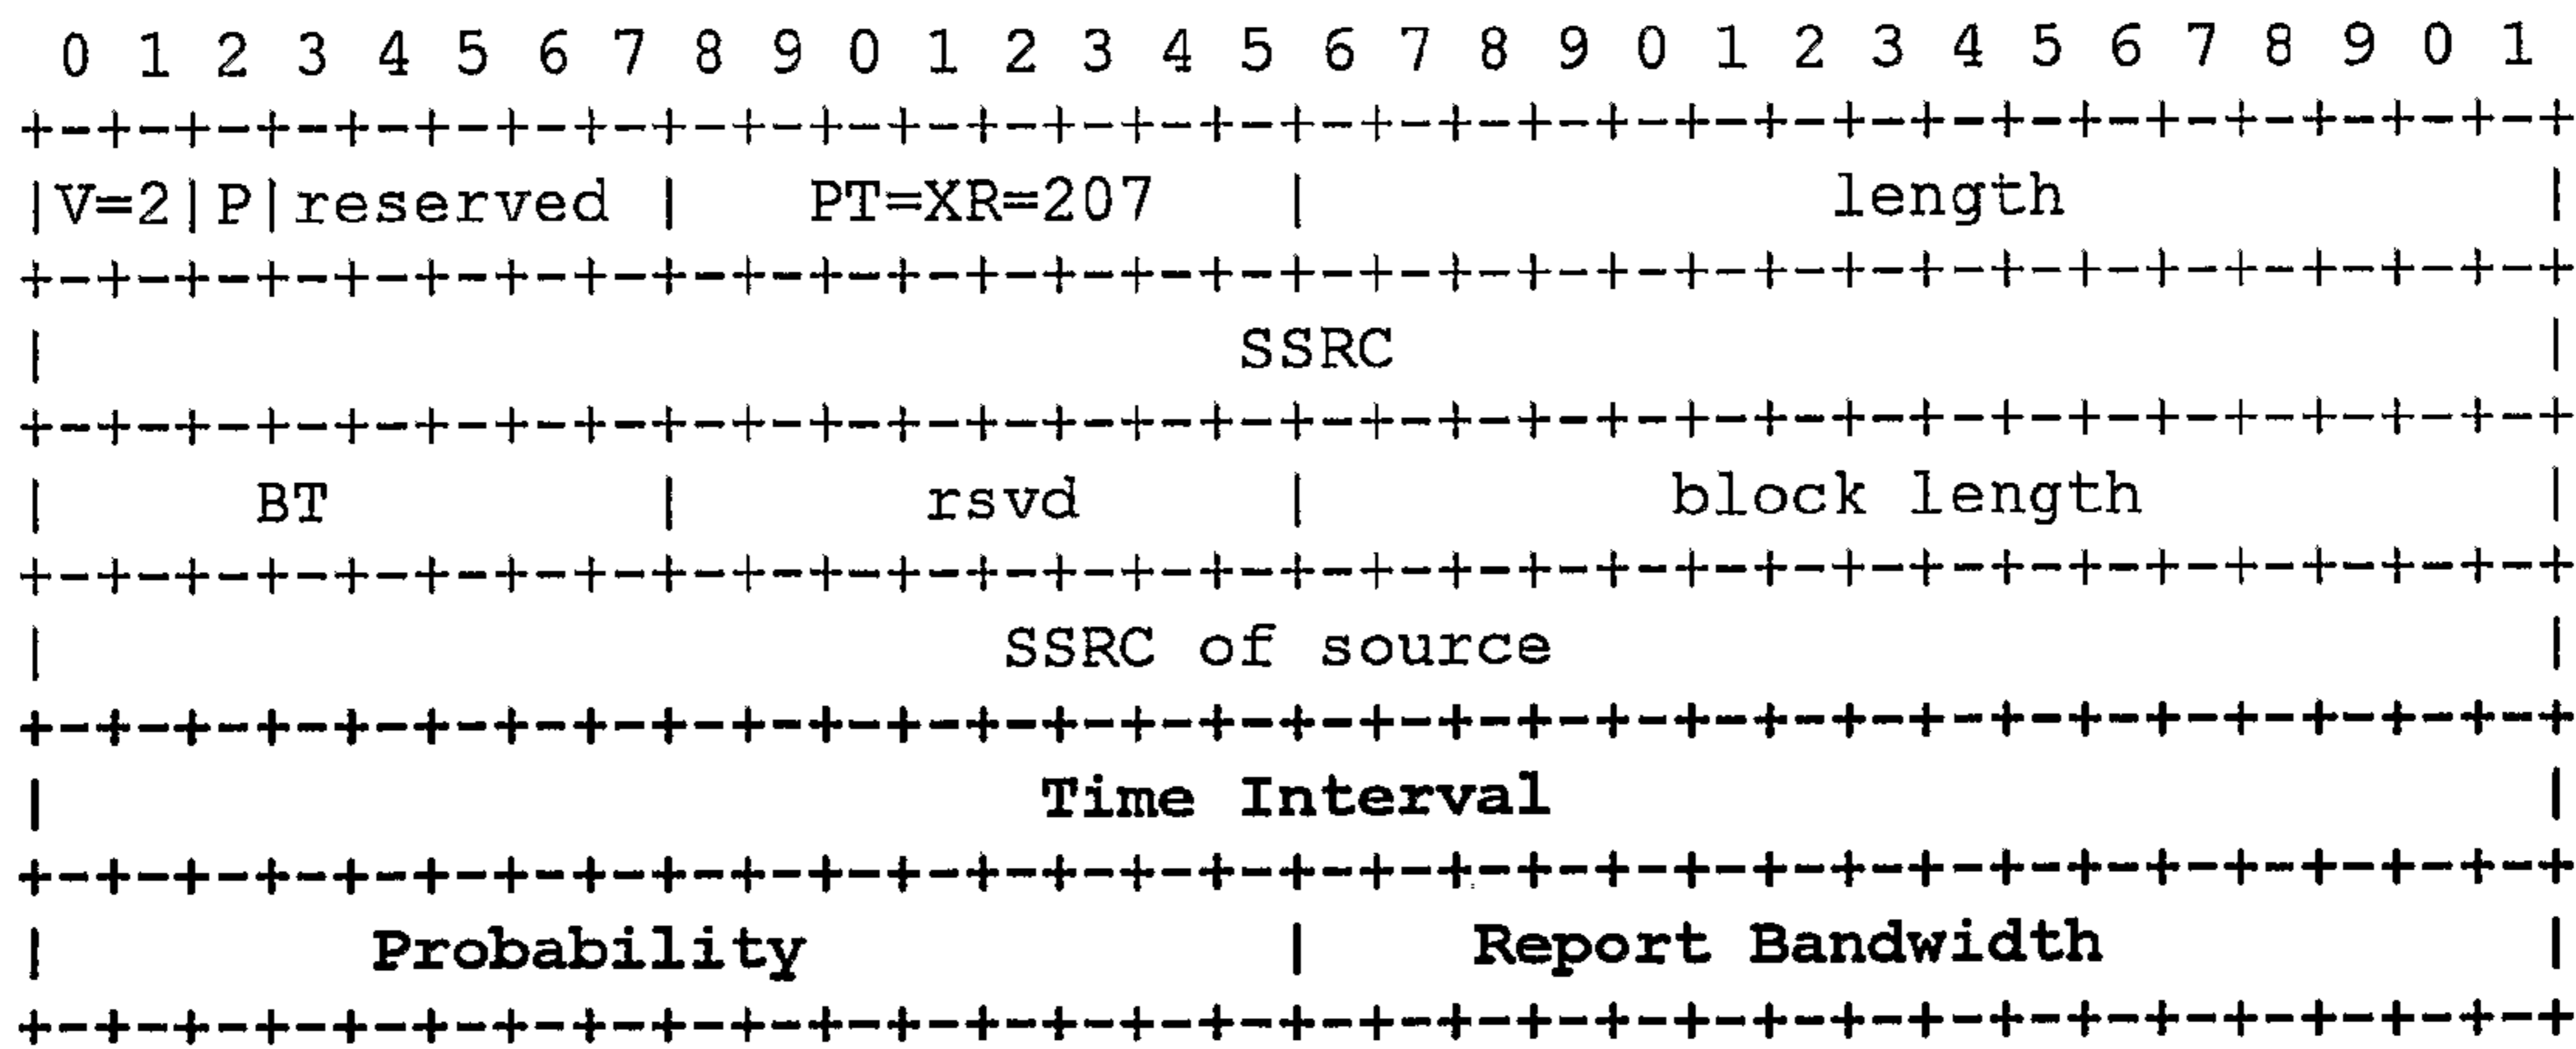 0 1 2 3 4 5 6 7 8 9 0 1 2 3 4 5 6 7 8 9 0 1 2 3 4 5 6 7 8 9 0 1
+-+-+-+-+-+-+-+-+-+-+-+-+-+-+-+-+-+-+-+-+-+-+-+-+-+-+-+-+-+-+-+-+
|V=2|P|reserved |   PT=XR=207   |             length            |
+-+-+-+-+-+-+-+-+-+-+-+-+-+-+-+-+-+-+-+-+-+-+-+-+-+-+-+-+-+-+-+-+
|                              SSRC                             |
+-+-+-+-+-+-+-+-+-+-+-+-+-+-+-+-+-+-+-+-+-+-+-+-+-+-+-+-+-+-+-+-+
|     BT        |      rsvd     |         block length          |
+-+-+-+-+-+-+-+-+-+-+-+-+-+-+-+-+-+-+-+-+-+-+-+-+-+-+-+-+-+-+-+-+
|                        SSRC of source                         |
+-+-+-+-+-+-+-+-+-+-+-+-+-+-+-+-+-+-+-+-+-+-+-+-+-+-+-+-+-+-+-+-+
|                         Time Interval                         |
+-+-+-+-+-+-+-+-+-+-+-+-+-+-+-+-+-+-+-+-+-+-+-+-+-+-+-+-+-+-+-+-+
|        Probability            |    Report Bandwidth           |
+-+-+-+-+-+-+-+-+-+-+-+-+-+-+-+-+-+-+-+-+-+-+-+-+-+-+-+-+-+-+-+-+